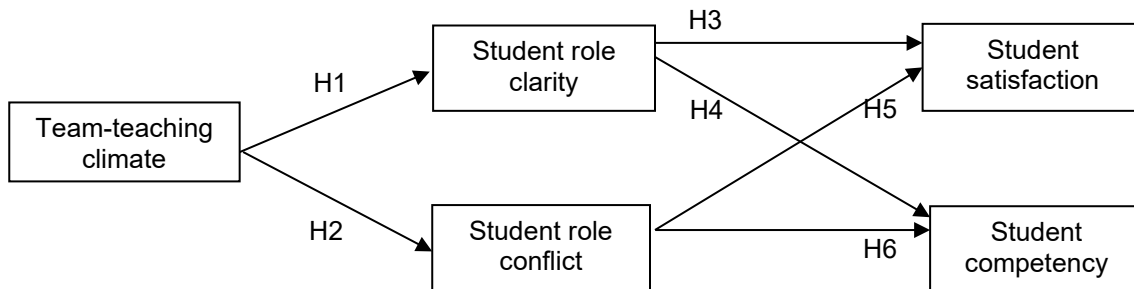 H3
Student role
clarity
Student
satisfaction
H1
H4
H5
Team-teaching
climate
H2
Student role
conflict
H6
Student
competency